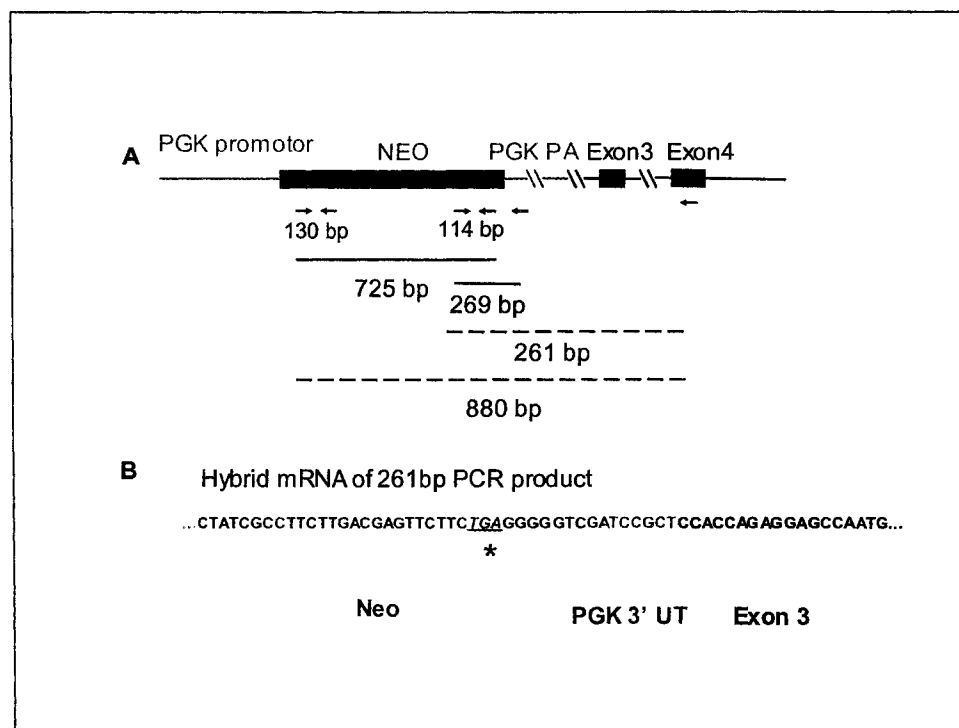 A PGK promotor NEO PGK PA Exon3 Exon4
130 bp 114 bp
725 bp
269 bp
261 bp
880 bp
B Hybrid mRNA of 261bp PCR product
...CTATCGCCTTCTTGACGAGTTCTTCTGAGGGGGTCGATCCGCTCCACCAGAGGAGCCAATG...
*
Neo PGK 3' UT Exon 3